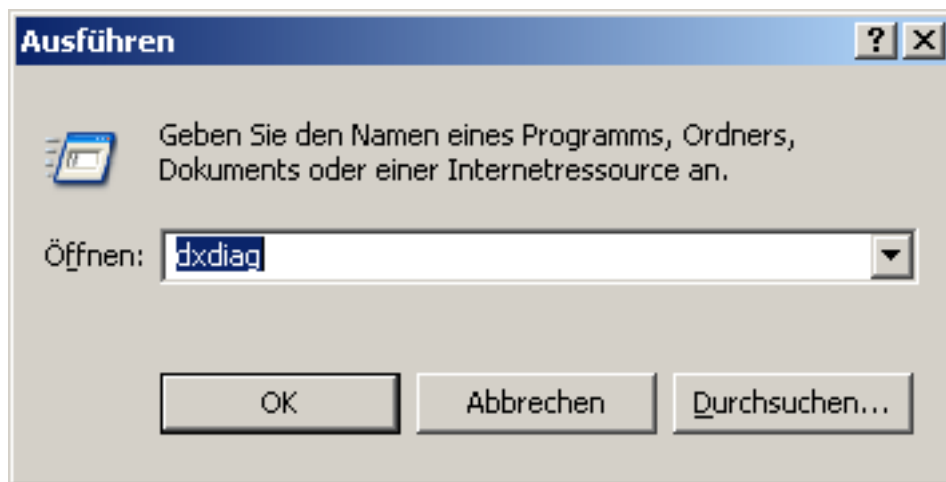 Ausführen
Geben Sie den Namen eines Programms, Ordners,
Dokuments oder einer Internetressource an.
Öffnen: dxdiag
OK Abbrechen Durchsuchen...